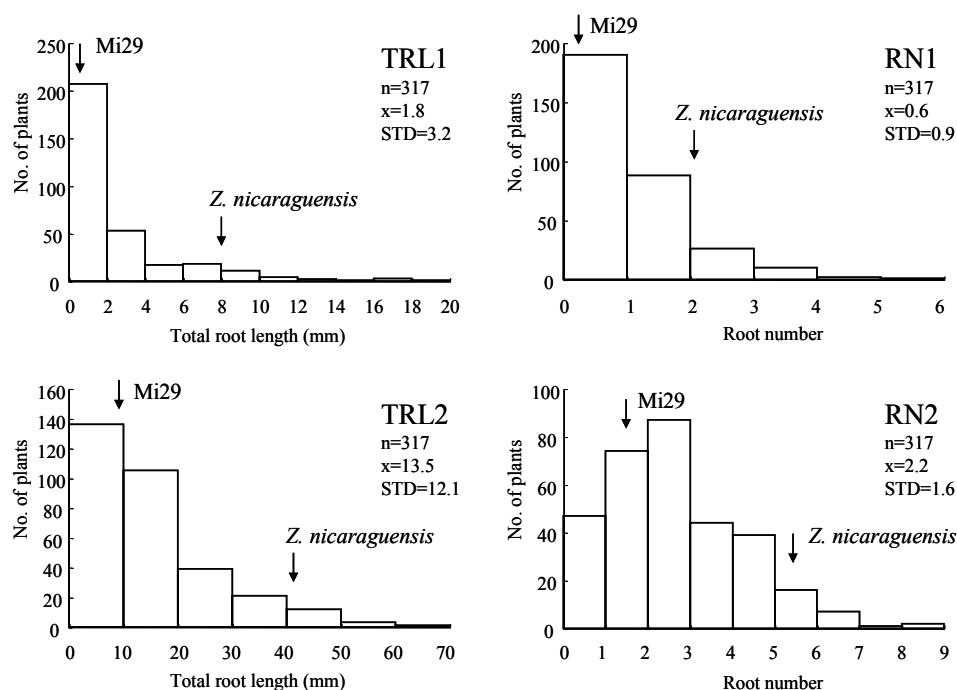 Mi29
TRL1
n=317
x=1.8
STD=3.2
Z. nicaraguensis
No. of plants
250
200
150
100
50
0
0 2 4 6 8 10 12 14 16 18 20
Total root length (mm)
Mi29
RN1
n=317
x=0.6
STD=0.9
Z. nicaraguensis
No. of plants
200
150
100
50
0
0 1 2 3 4 5 6
Root number
Mi29
TRL2
n=317
x=13.5
STD=12.1
Z. nicaraguensis
No. of plants
160
140
120
100
80
60
40
20
0
0 10 20 30 40 50 60 70
Total root length (mm)
Mi29
RN2
n=317
x=2.2
STD=1.6
Z. nicaraguensis
No. of plants
100
80
60
40
20
0
0 1 2 3 4 5 6 7 8 9
Root number